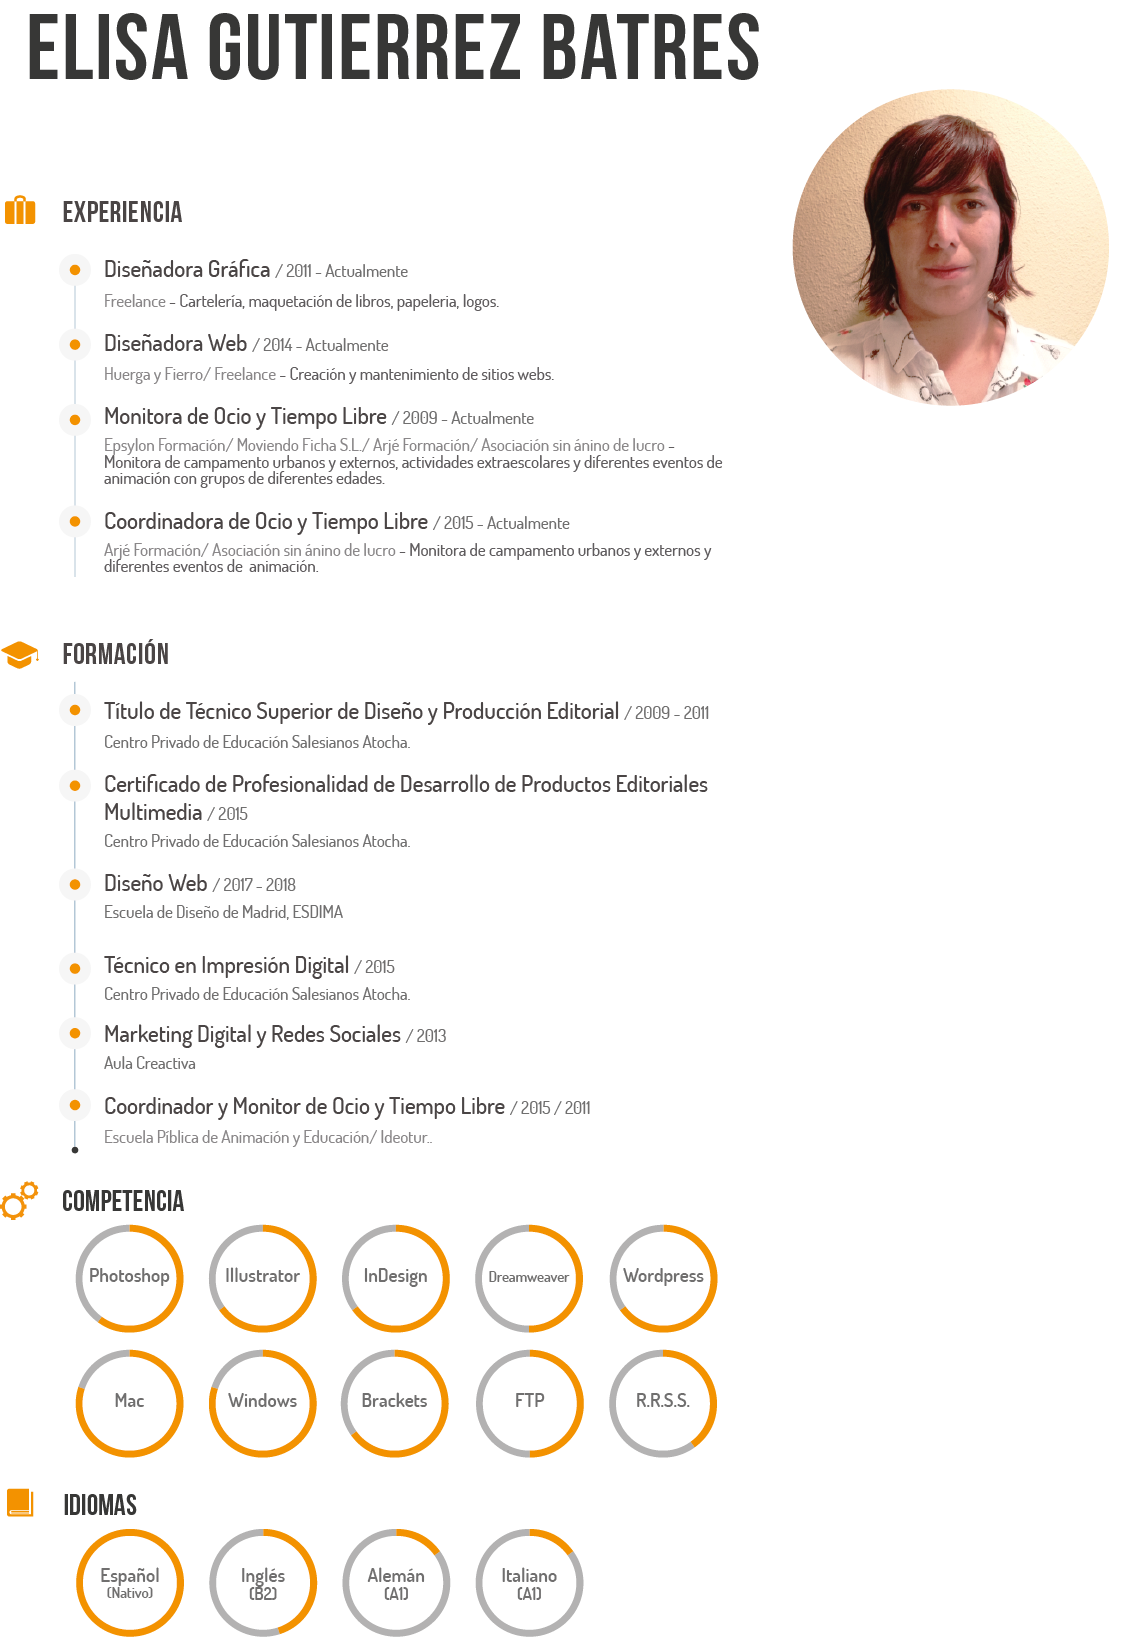 ELISA GUTIERREZ BATRES
EXPERIENCIA
Diseñadora Gráfica / 2011 - Actualmente
Freelance - Cartelería, maquetación de libros, papeleria, logos.
Diseñadora Web / 2014 - Actualmente
Huerga y Fierro/ Freelance - Creación y mantenimiento de sitios webs.
Monitora de Ocio y Tiempo Libre / 2009 - Actualmente
Epsylon Formación/ Moviendo Ficha S.L./ Arjé Formación/ Asociación sin ánino de lucro -
Monitora de campamento urbanos y externos, actividades extraescolares y diferentes eventos de
animación con grupos de diferentes edades.
Coordinadora de Ocio y Tiempo Libre / 2015 - Actualmente
Arjé Formación/ Asociación sin ánino de lucro - Monitora de campamento urbanos y externos y
diferentes eventos de animación.
FORMACIÓN
Título de Técnico Superior de Diseño y Producción Editorial / 2009 - 2011
Centro Privado de Educación Salesianos Atocha.
Certificado de Profesionalidad de Desarrollo de Productos Editoriales
Multimedia / 2015
Centro Privado de Educación Salesianos Atocha.
Diseño Web / 2017 - 2018
Escuela de Diseño de Madrid, ESDIMA
Técnico en Impresión Digital / 2015
Centro Privado de Educación Salesianos Atocha.
Marketing Digital y Redes Sociales / 2013
Aula Creactiva
Coordinador y Monitor de Ocio y Tiempo Libre / 2015 / 2011
Escuela Píblica de Animación y Educación/ Ideotur..
COMPETENCIA
Photoshop Illustrator InDesign Dreamweaver Wordpress
Mac Windows Brackets FTP R.R.S.S.
IDIOMAS
Español Inglés Alemán Italiano
(Nativo) (B2) (A1) (A1)